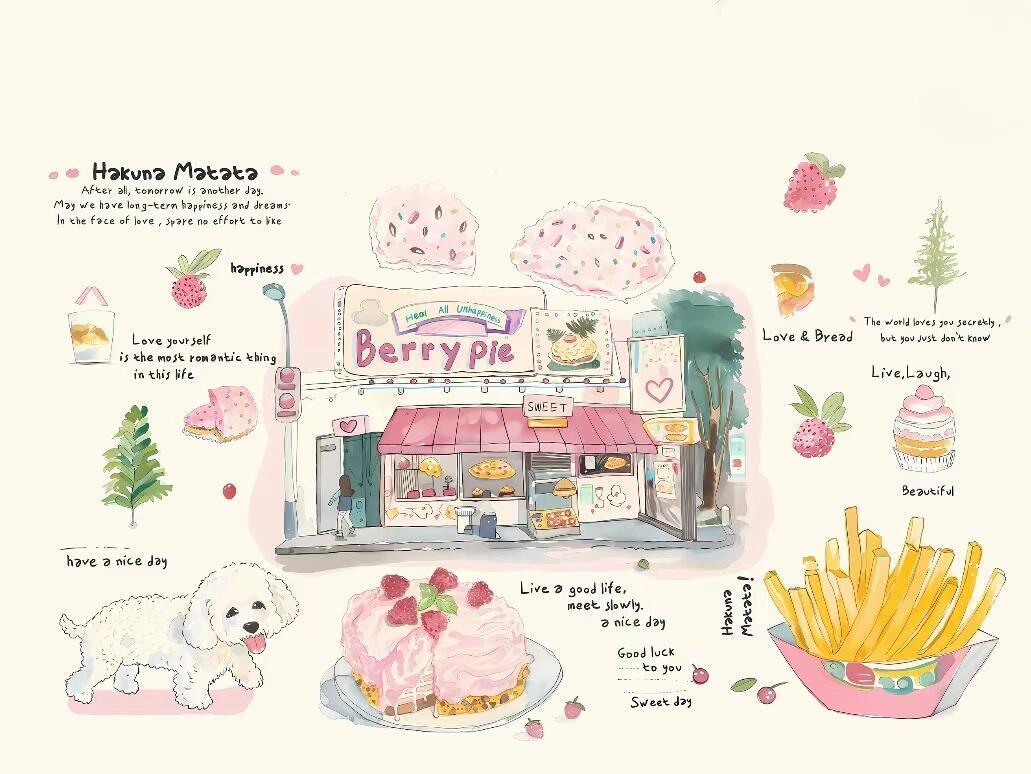 Hakuna Matata
After all, tomorrow is another day.
May we have long-term happiness and dreams.
In the face of love , spare no effort to like
happiness
Love yourself
is the most romantic thing
in this life
have a nice day
Heal All Unhappiness
Berry pie
SWEET
Love & Bread
The world loves you secretly ,
but you just don't know
Live,Laugh,
Beautiful
Live a good life,
meet slowly.
a nice day
Good luck
to you
Sweet day
Hakuna
Matata!